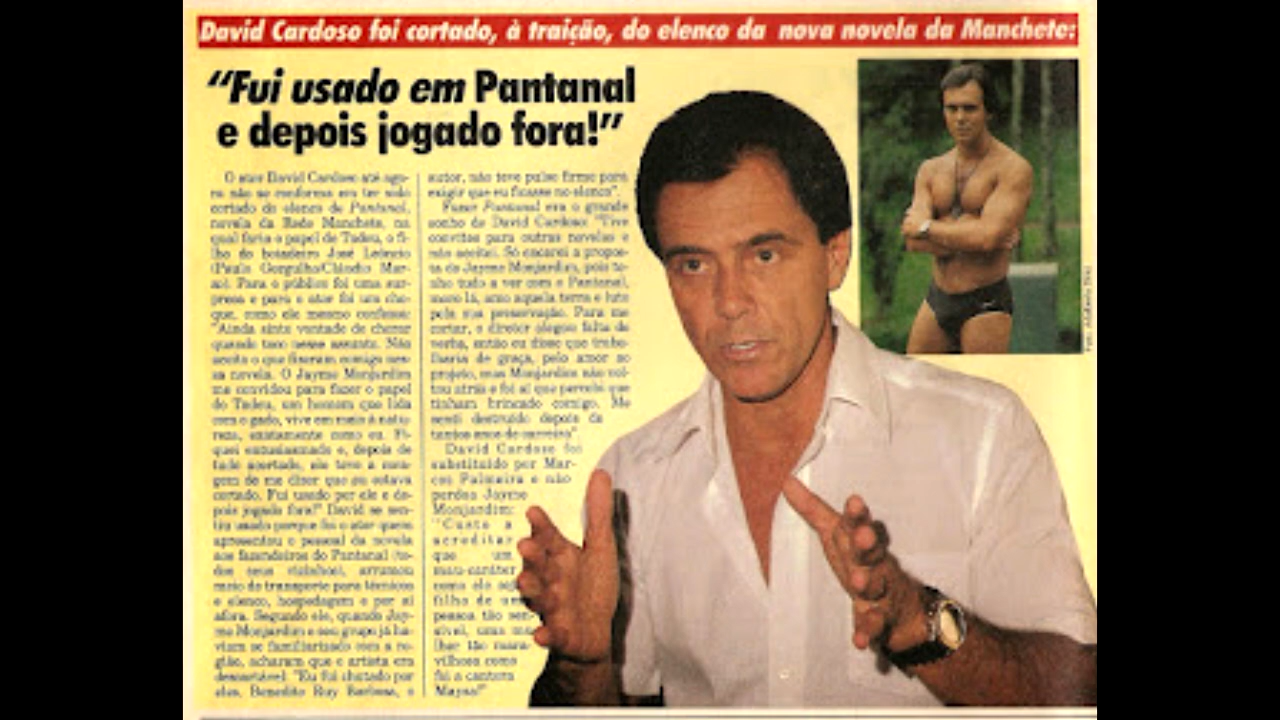 David Cardoso foi cortado, à traição, do elenco da nova novela da Manchete:
“Fui usado em Pantanal
e depois jogado fora!”
O ator David Cardoso até ago-
ra não se conforma em ter sido
cortado do elenco de Pantanal,
novela da Rede Manchete, na
qual faria o papel de Tadeu, o fi-
lho do boiadeiro José Leôncio
(Paulo Gorgulho/Cláudio Mar-
zo). Para o público foi uma sur-
presa e para o ator foi um cho-
que, como ele mesmo confessa:
"Ainda sinto vontade de chorar
quando toco nesse assunto. Não
aceito o que fizeram comigo nes-
sa novela. O Jayme Monjardim
me convidou para fazer o papel
do Tadeu, um homem que lida
com o gado, vive em meio à natu-
reza, exatamente como eu. Fi-
quei entusiasmado e, depois de
tudo acertado, ele teve a cora-
gem de me dizer que eu estava
cortado. Fui usado por ele e de-
pois jogado fora!" David se sen-
tiu usado porque foi o ator quem
apresentou o pessoal da novela
aos fazendeiros do Pantanal (to-
dos seus vizinhos), arrumou
meio de transporte para técnicos
e elenco, hospedagem e por aí
afora. Segundo ele, quando Jay-
me Monjardim e seu grupo já ha-
viam se familiarizado com a re-
gião, acharam que o artista era
descartável: "Eu fui chutado por
eles. Benedito Ruy Barbosa, o
autor, não teve pulso firme para
exigir que eu ficasse no elenco".
Fazer Pantanal era o grande
sonho de David Cardoso: "Tive
convites para outras novelas e
não aceitei. Só encarei a propos-
ta de Jayme Monjardim, pois te-
nho tudo a ver com o Pantanal,
moro lá, amo aquela terra e luto
pela sua preservação. Para me
cortar, o diretor alegou falta de
verba, então eu disse que traba-
lharia de graça, pelo amor ao
projeto, mas Monjardim não vol-
tou atrás e foi aí que percebi que
tinham brincado comigo. Me
senti destruído depois de
tantos anos de carreira".
David Cardoso foi
substituído por Mar-
cos Palmeira e não
perdoa Jayme
Monjardim:
"Custo a
acreditar
que um
mau-caráter
como ele seja
filho de uma
pessoa tão sen-
sível, uma mu-
lher tão mara-
vilhosa como
foi a cantora
Maysa!"